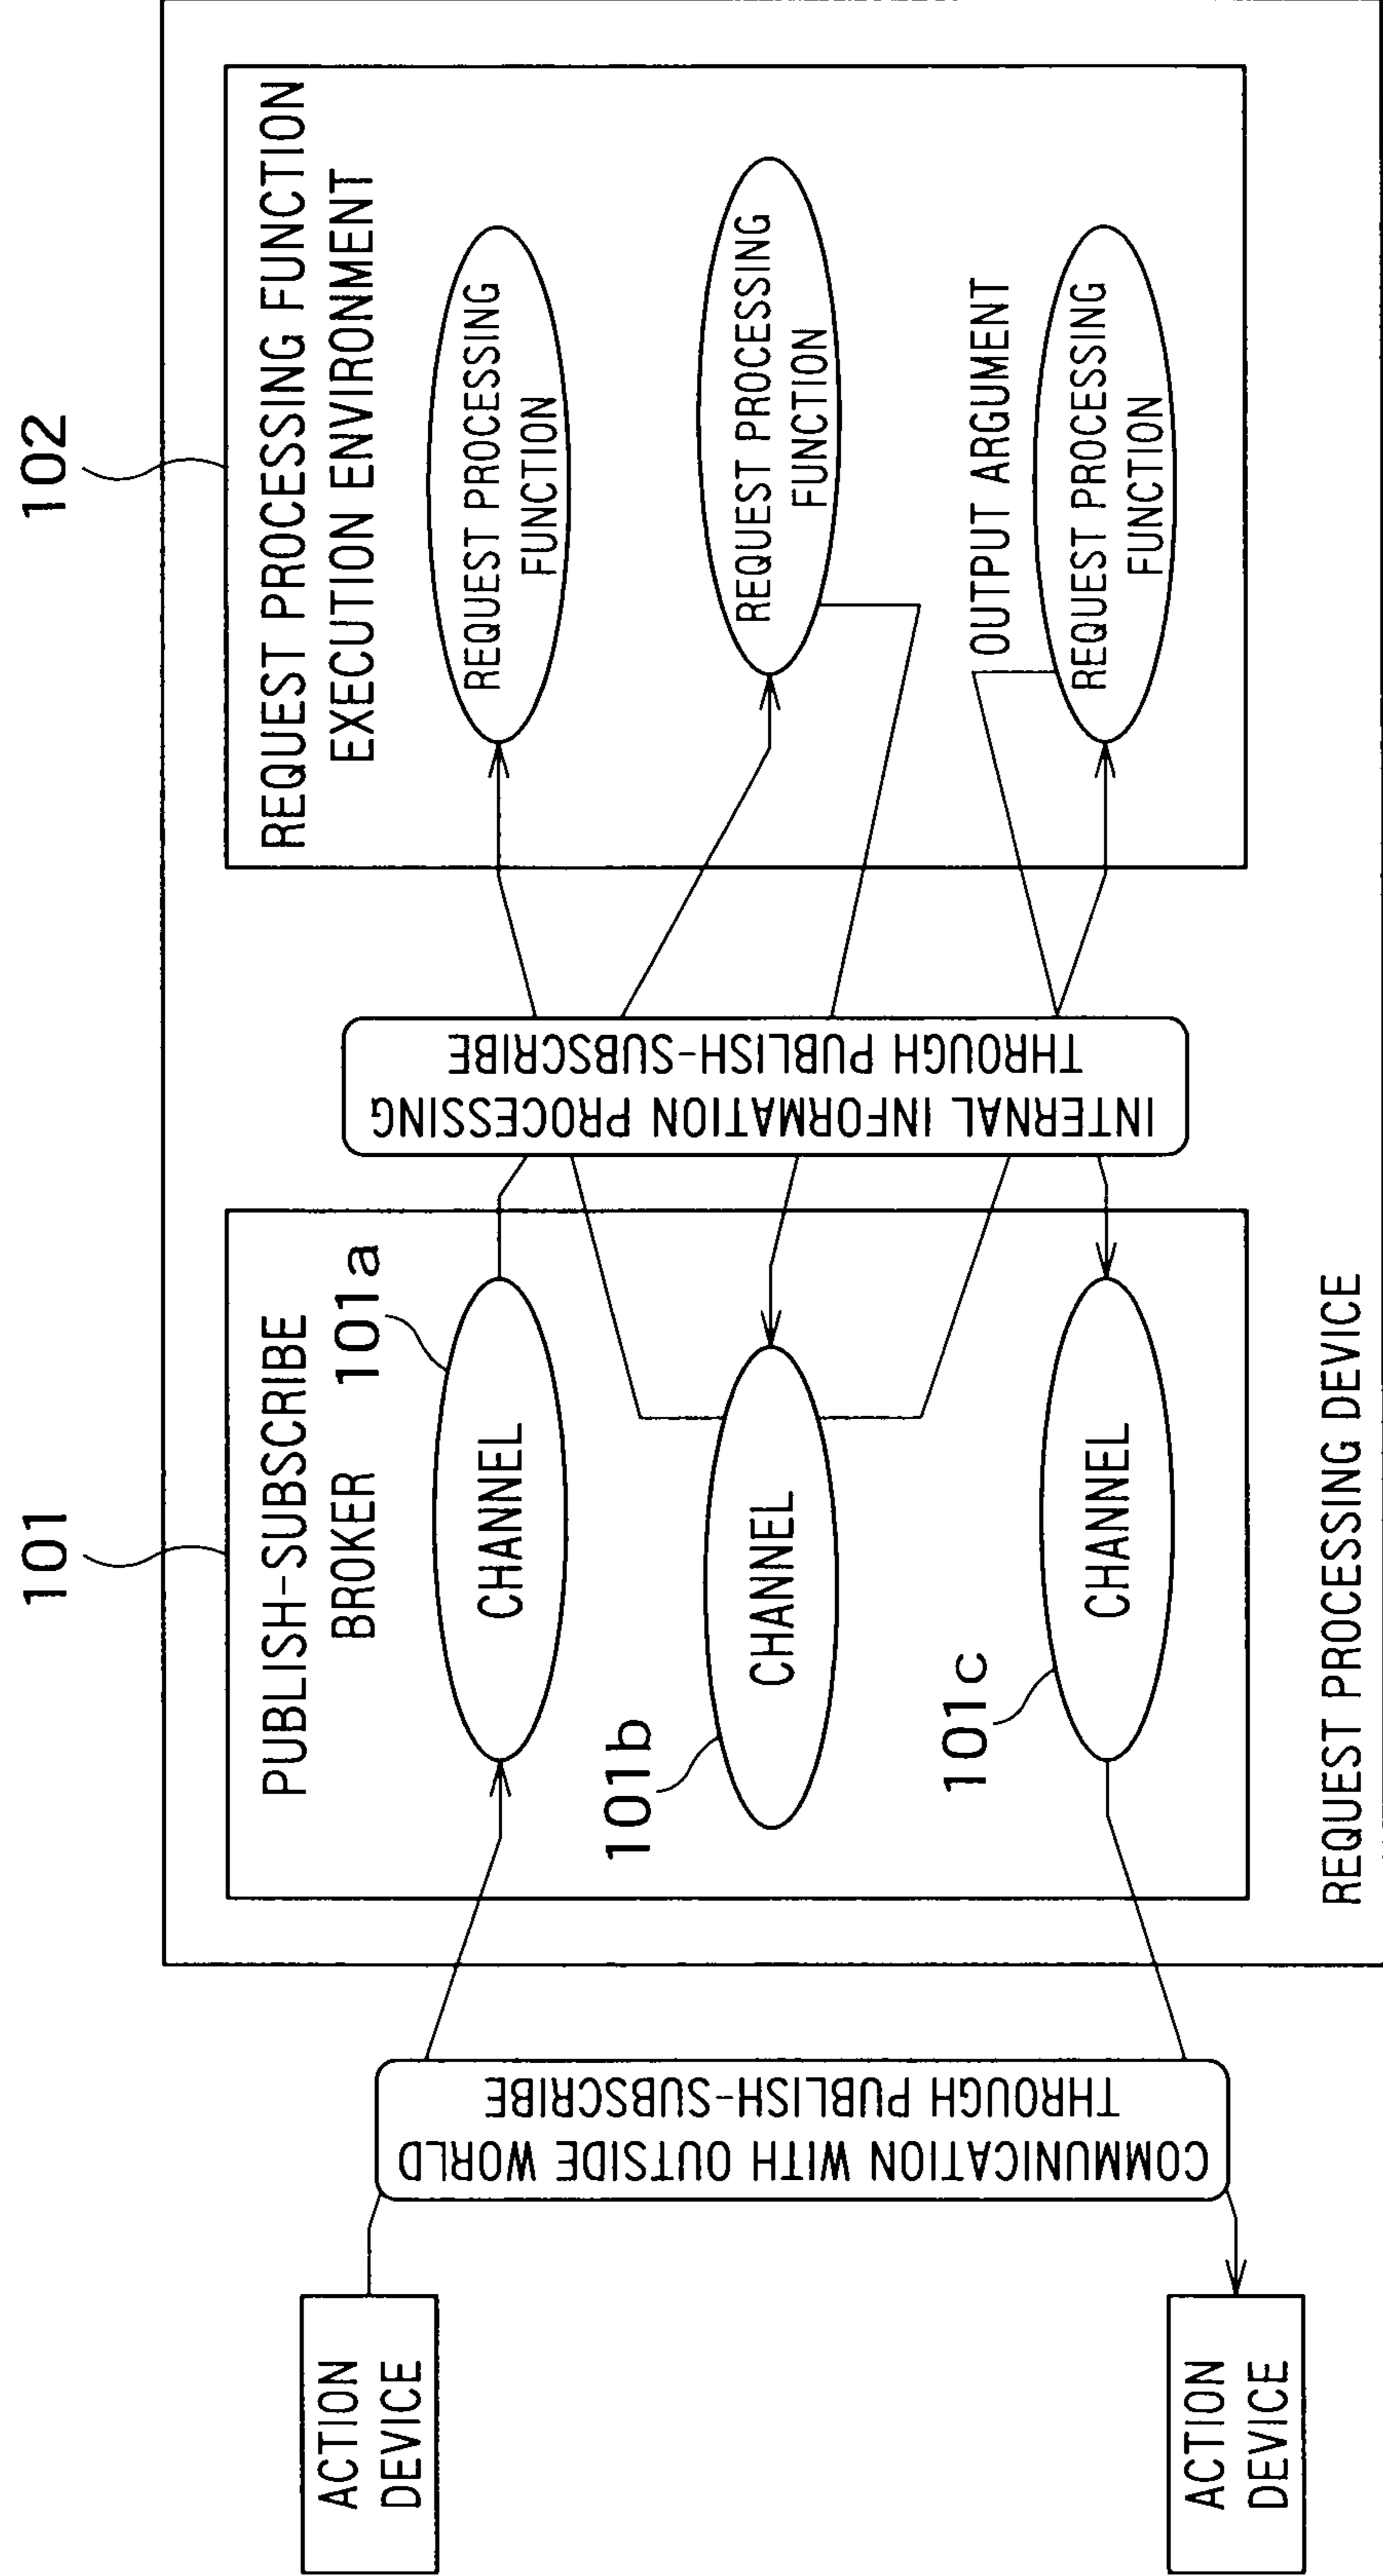 101
102
PUBLISH-SUBSCRIBE
BROKER
101a
CHANNEL
101b
CHANNEL
101c
CHANNEL
REQUEST PROCESSING FUNCTION
EXECUTION ENVIRONMENT
REQUEST PROCESSING
FUNCTION
REQUEST PROCESSING
FUNCTION
OUTPUT ARGUMENT
REQUEST PROCESSING
FUNCTION
INTERNAL INFORMATION PROCESSING
THROUGH PUBLISH-SUBSCRIBE
COMMUNICATION WITH OUTSIDE WORLD
THROUGH PUBLISH-SUBSCRIBE
ACTION
DEVICE
ACTION
DEVICE
REQUEST PROCESSING DEVICE